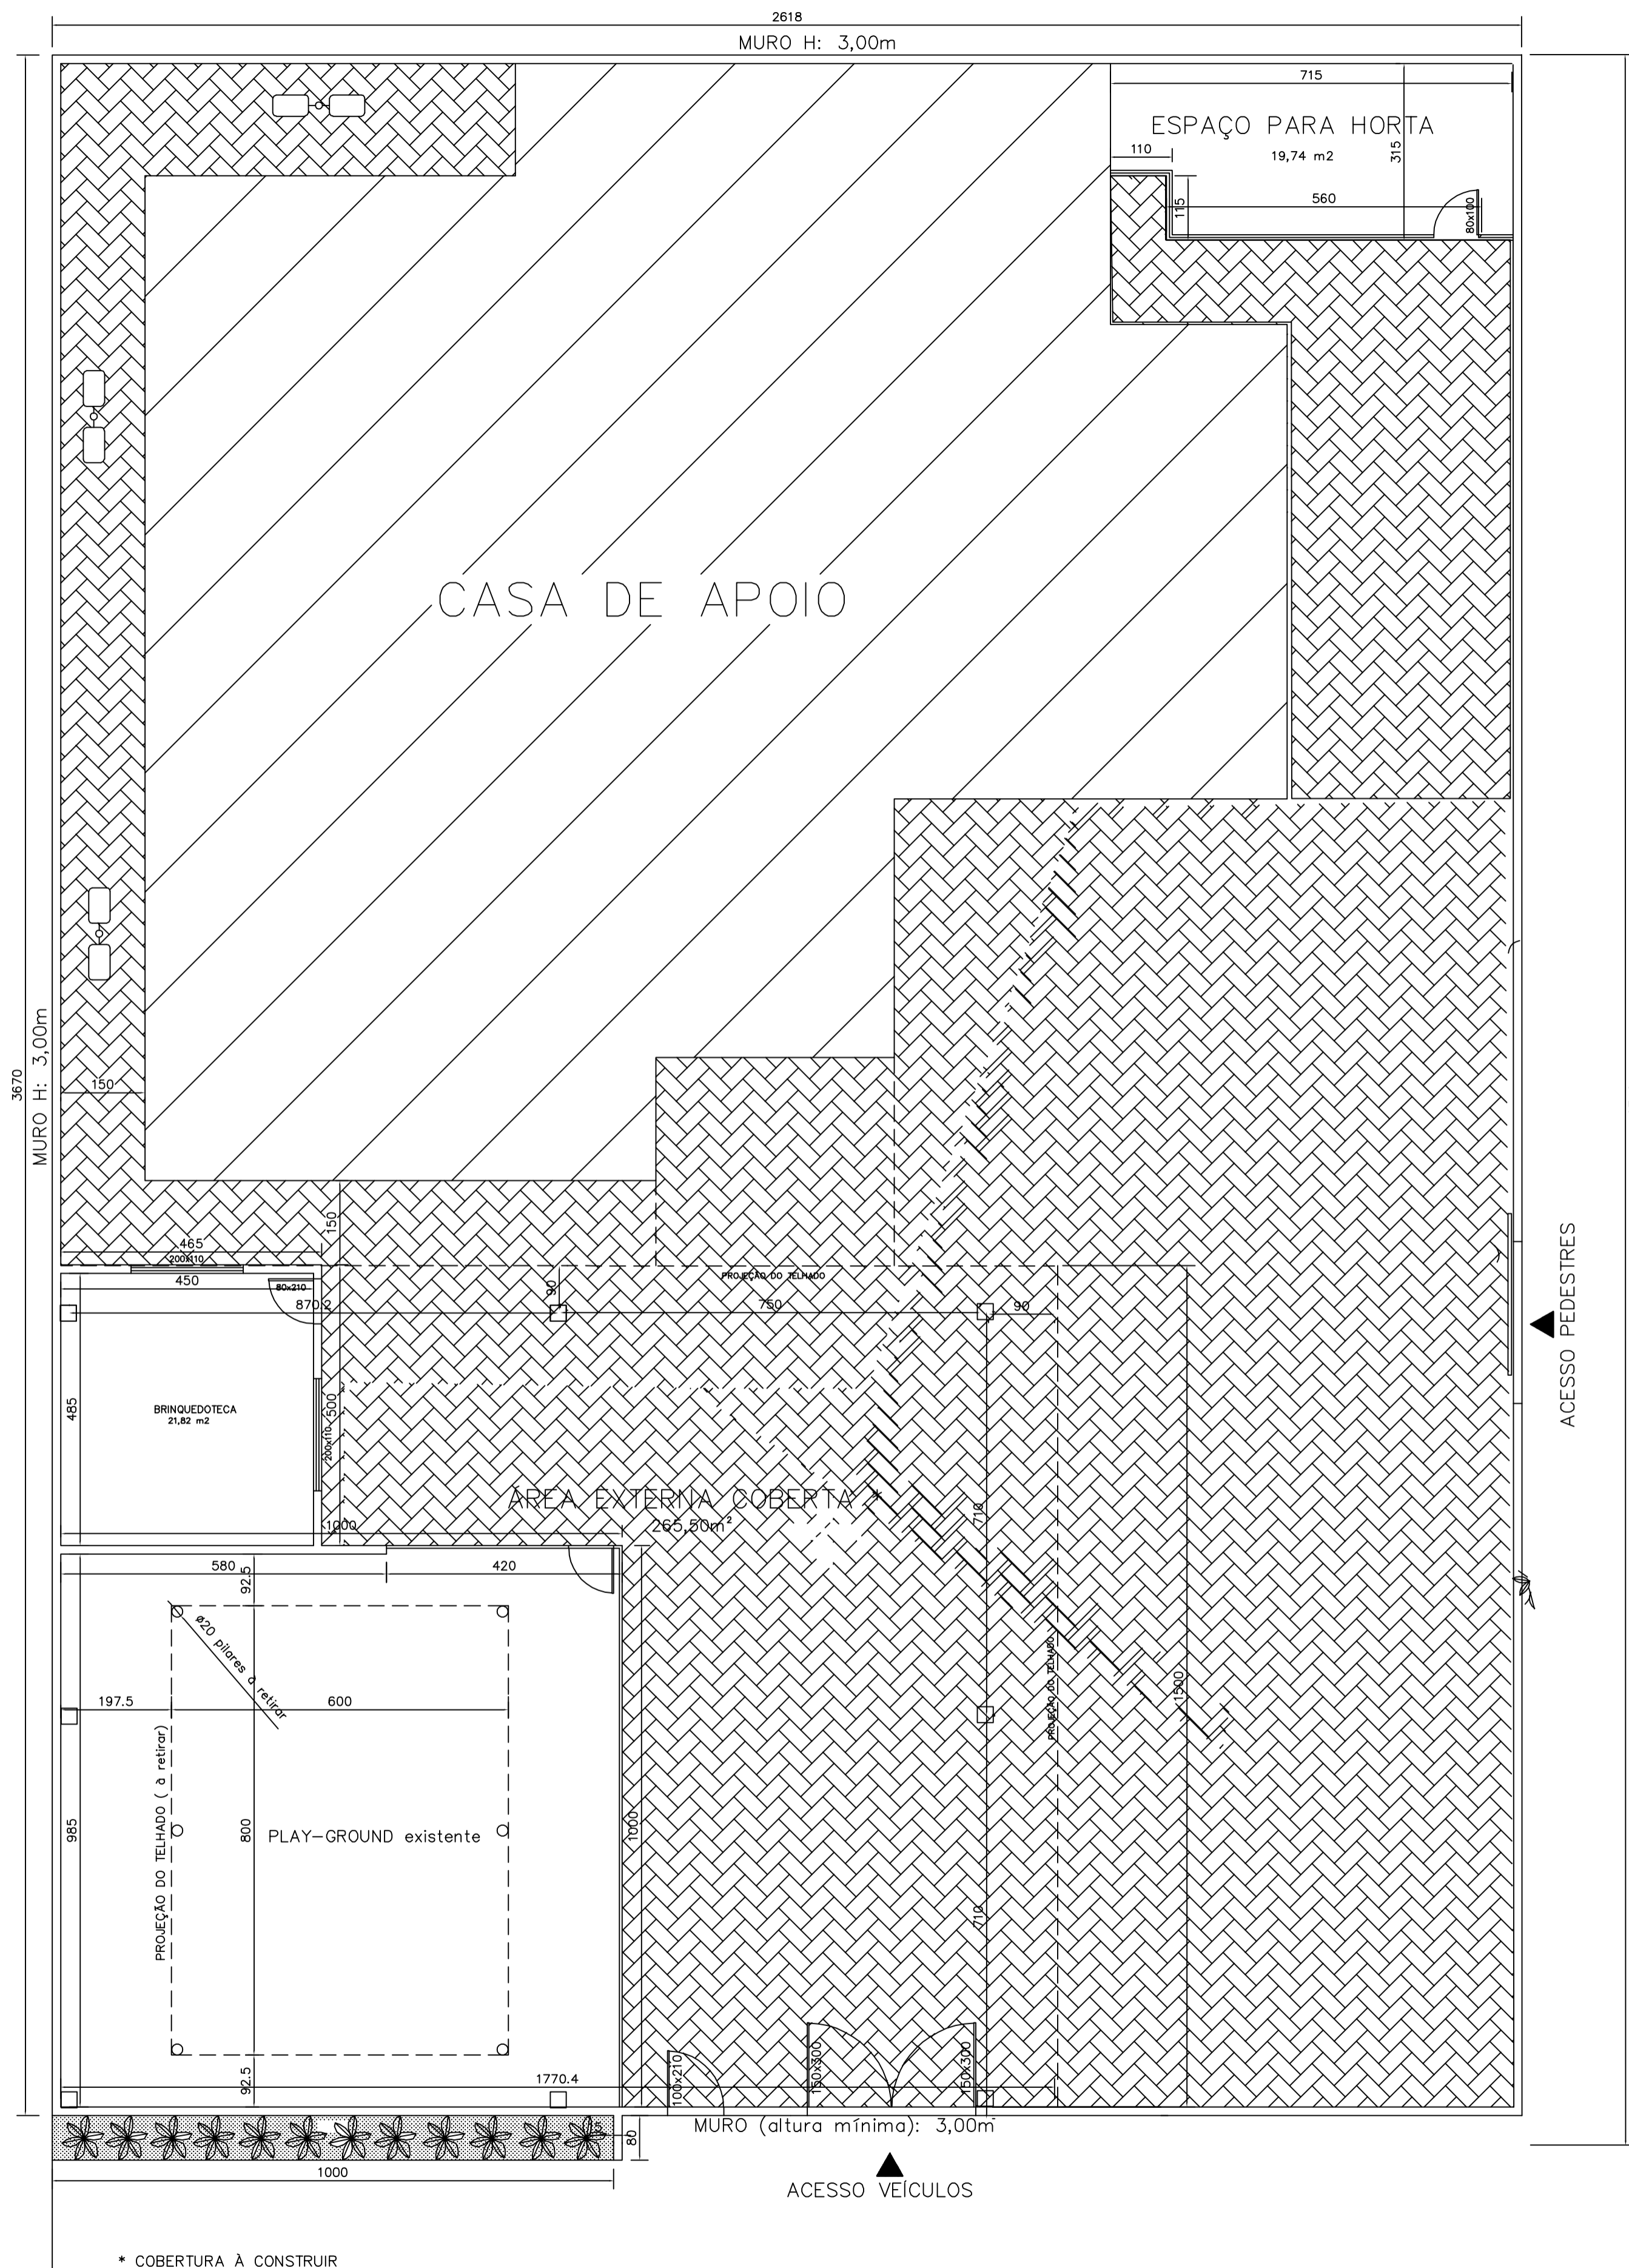 2618
MURO H: 3,00m
715
ESPAÇO PARA HORTA
110
19,74 m2
315
115
560
80x100
CASA DE APOIO
3670
MURO H: 3,00m
150
150
465
200x110
450
80x210
870.2
90
PROJEÇÃO DO TELHADO
750
90
ACESSO PEDESTRES
485
BRINQUEDOTECA
21,82 m2
500
200x110
ÁREA EXTERNA COBERTA *
265,50m²
710
1000
580
92.5
420
ø20 pilares à retirar
197.5
600
PROJEÇÃO DO TELHADO
1500
PROJEÇÃO DO TELHADO ( à retirar)
985
800
PLAY-GROUND existente
1000
710
92.5
1770.4
100x210
150x300
150x300
MURO (altura mínima): 3,00m
15
80
1000
ACESSO VEÍCULOS
* COBERTURA À CONSTRUIR